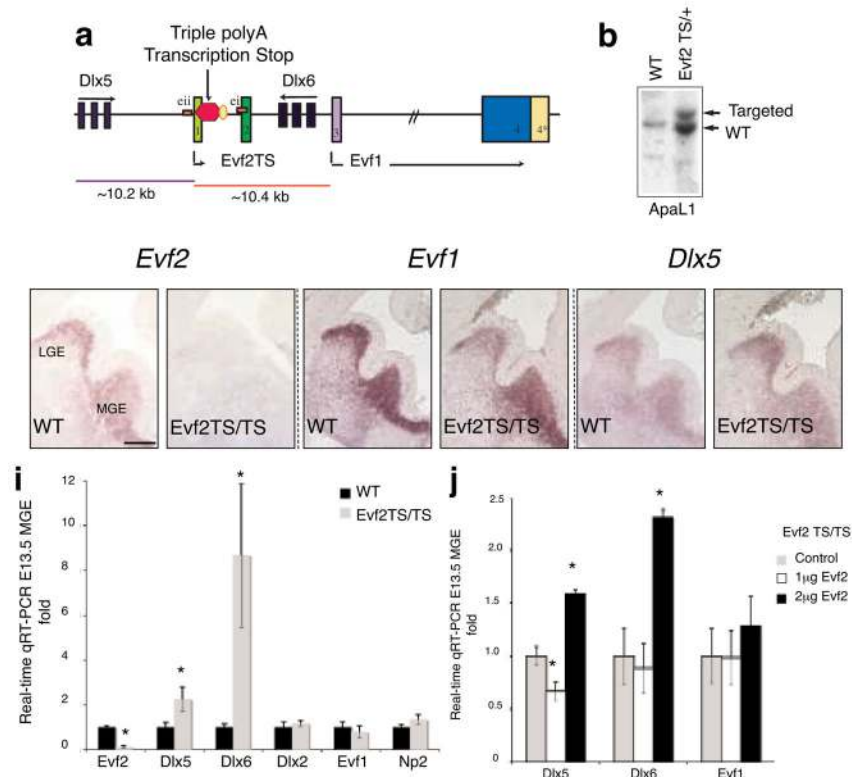 a
Triple polyA
Transcription Stop
Dlx5
Dlx6
eii
ei
1
2
3
4
4*
Evf2TS
Evf1
~10.2 kb
~10.4 kb
b
WT
Evf2 TS/+
Targeted
WT
ApaL1
Evf2
Evf1
Dlx5
LGE
MGE
WT
Evf2TS/TS
WT
Evf2TS/TS
WT
Evf2TS/TS
i
Real-time qRT-PCR E13.5 MGE
fold
12
10
8
6
4
2
0
* * * *
WT
Evf2TS/TS
Evf2 Dlx5 Dlx6 Dlx2 Evf1 Np2
j
Real-time qRT-PCR E13.5 MGE
fold
2.5
2.0
1.5
1.0
0.5
0
* * *
Evf2 TS/TS
Control
1µg Evf2
2µg Evf2
Dlx5 Dlx6 Evf1